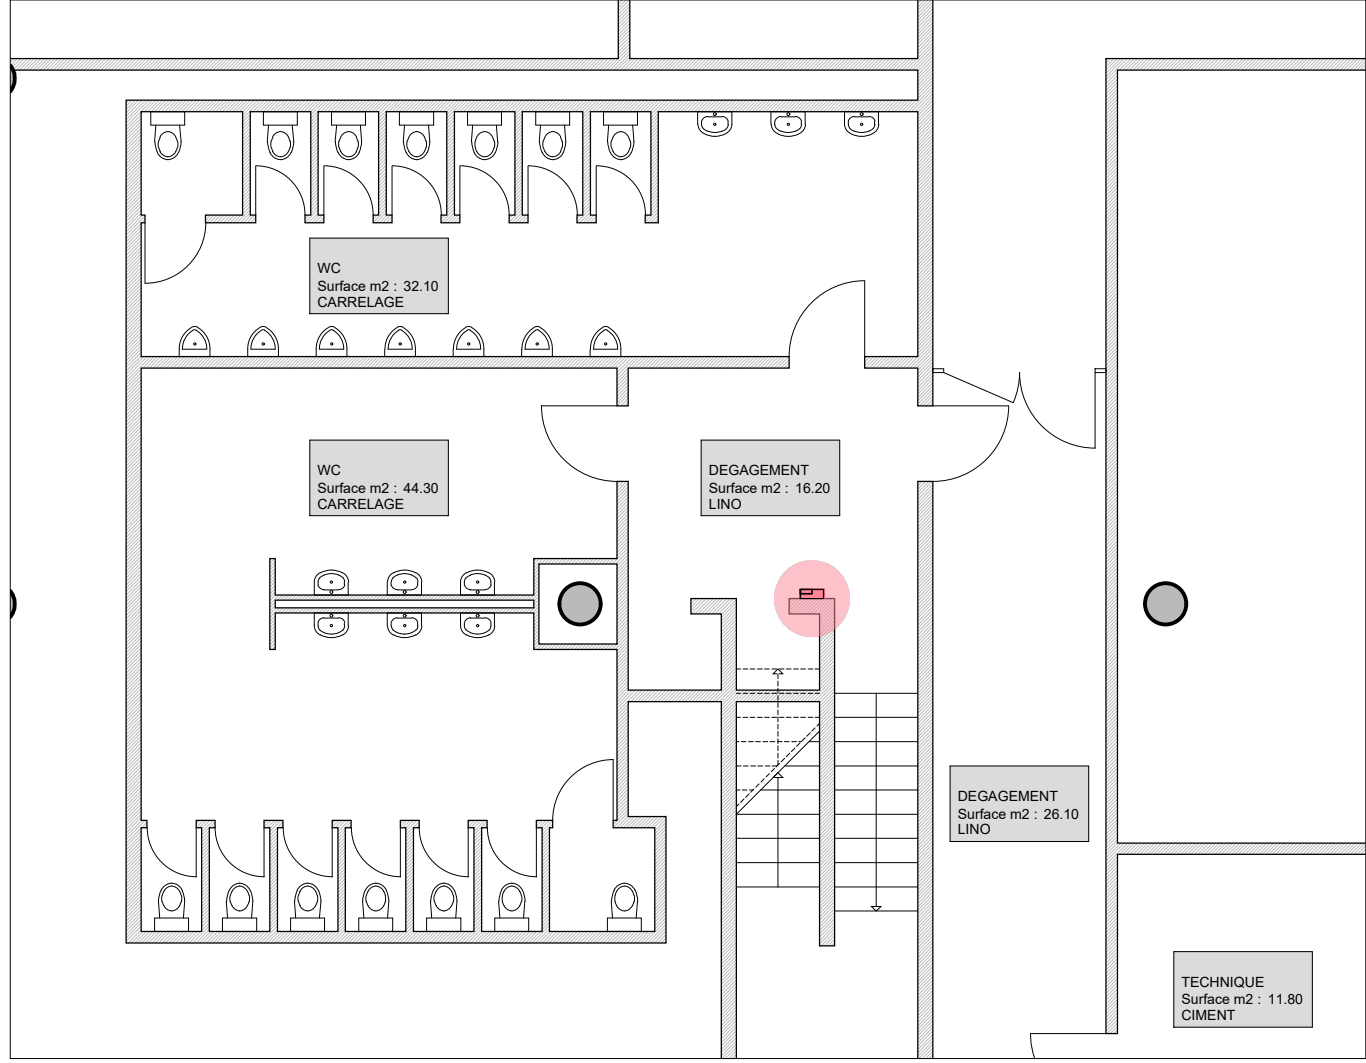 WC
Surface m2 : 32.10
CARRELAGE
WC
Surface m2 : 44.30
CARRELAGE
DEGAGEMENT
Surface m2 : 16.20
LINO
DEGAGEMENT
Surface m2 : 26.10
LINO
TECHNIQUE
Surface m2 : 11.80
CIMENT